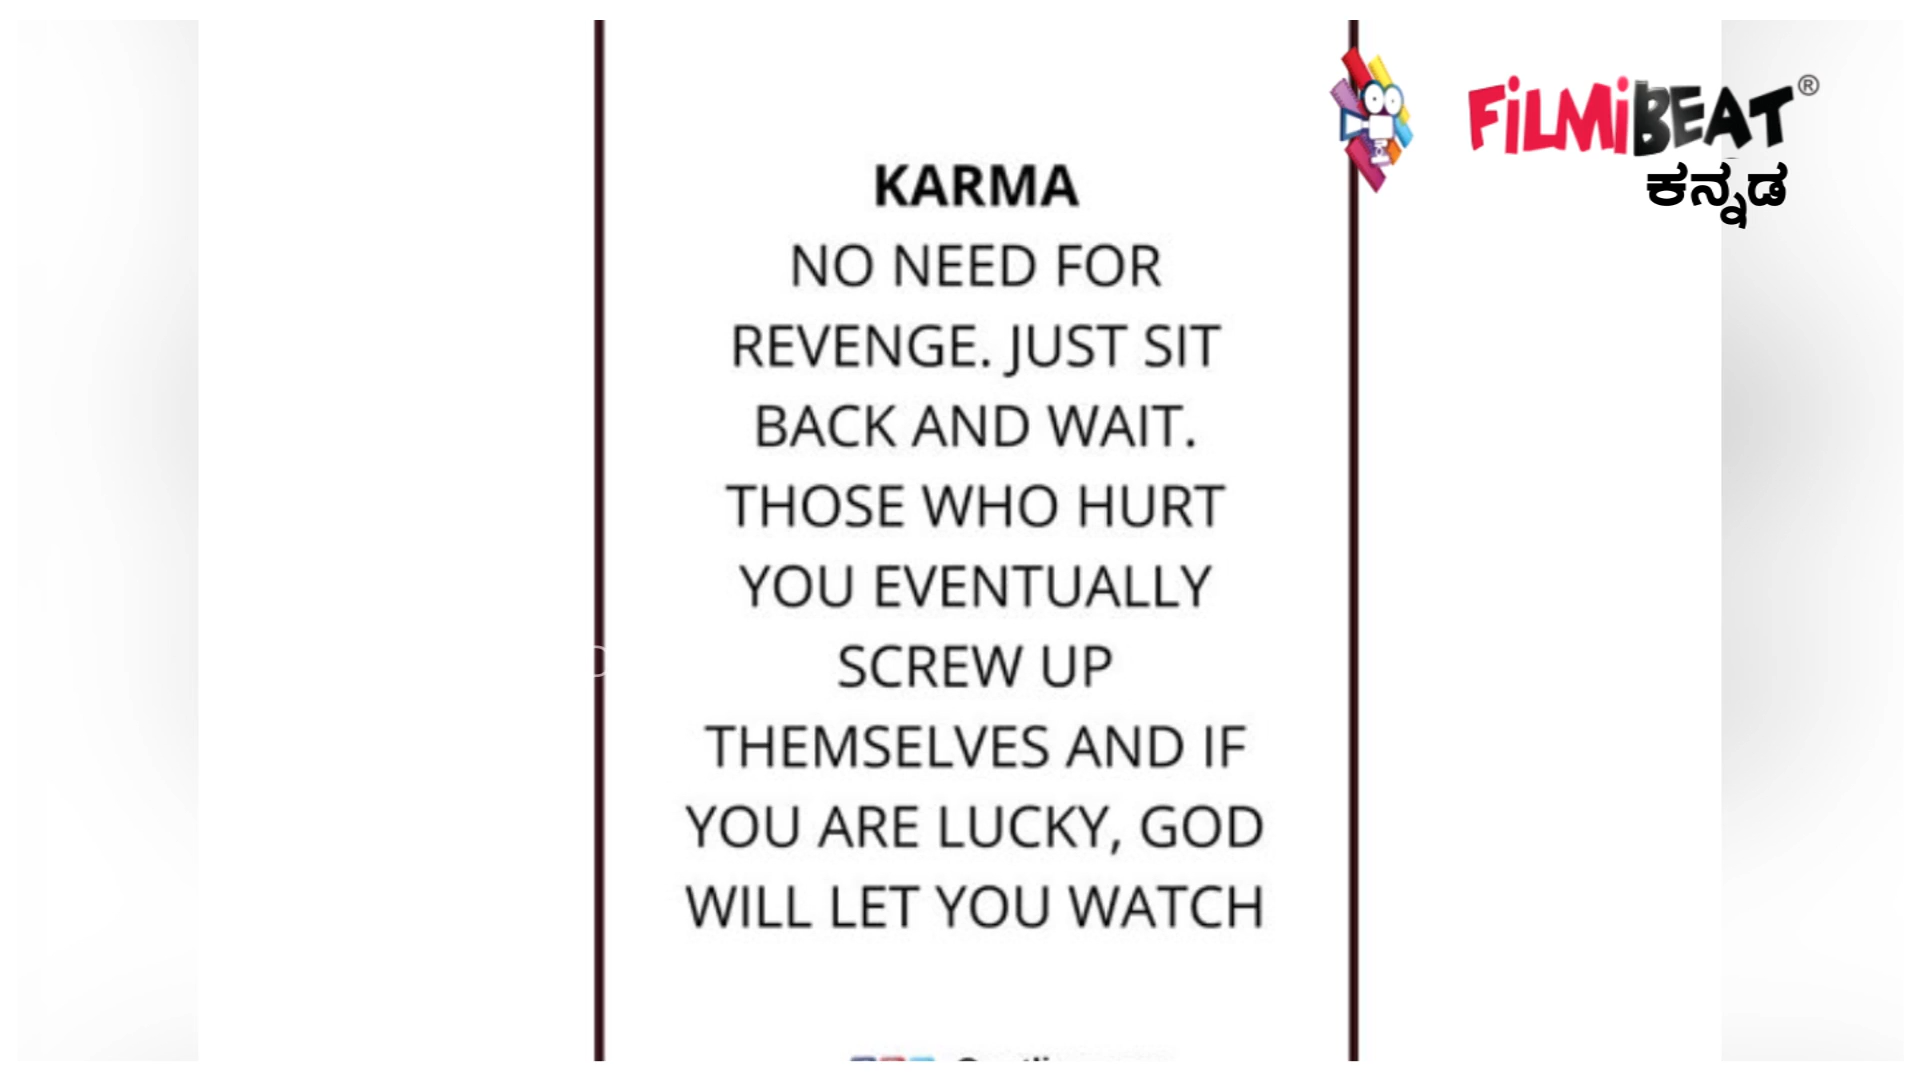 FiLMiBEAT®
ಕನ್ನಡ
KARMA
NO NEED FOR
REVENGE. JUST SIT
BACK AND WAIT.
THOSE WHO HURT
YOU EVENTUALLY
SCREW UP
THEMSELVES AND IF
YOU ARE LUCKY, GOD
WILL LET YOU WATCH